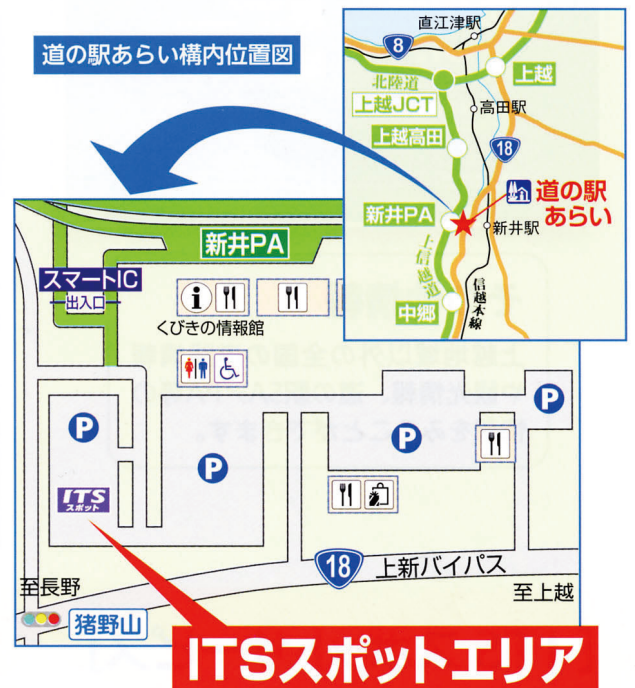 道の駅あらい構内位置図
直江津駅
8
北陸道
上越JCT
上越
高田駅
上越高田
18
道の駅
あらい
新井PA
新井駅
上信越道
信越本線
中郷
新井PA
スマートIC
出入口
i
くびきの情報館
P
P
P
P
ITS
スポット
18
上新バイパス
至長野
至上越
猪野山
ITSスポットエリア